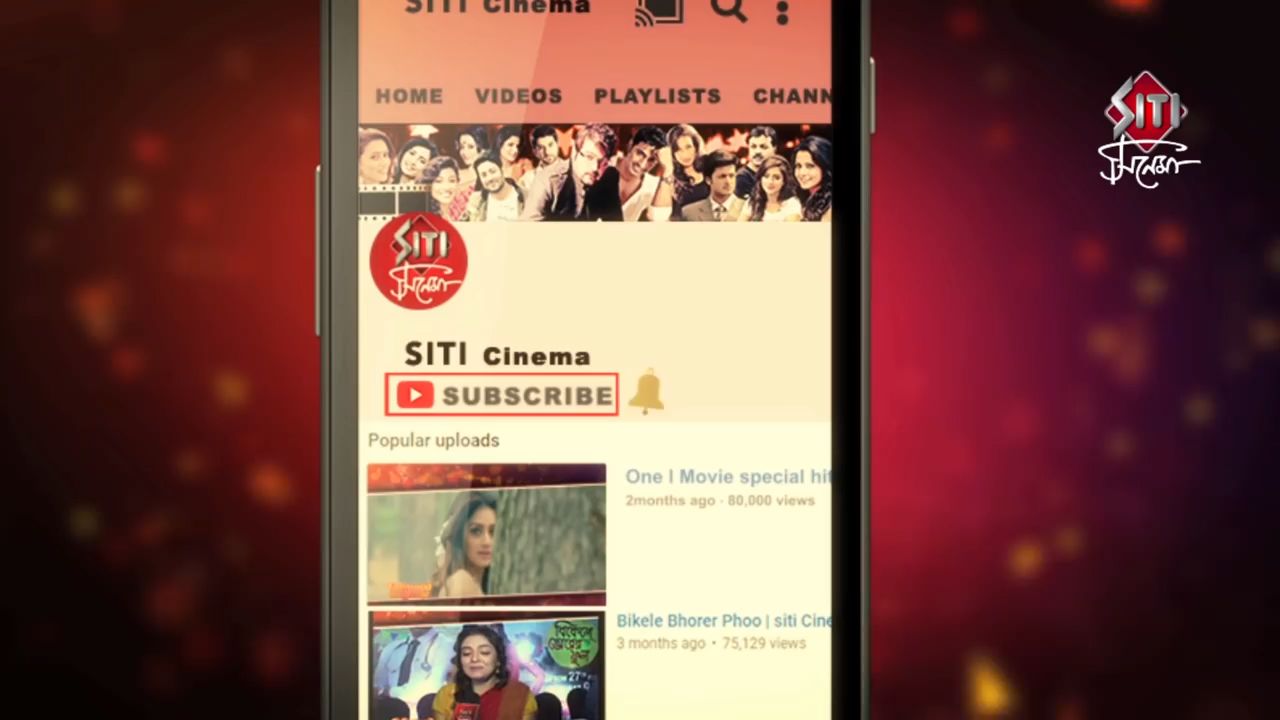 SITI Cinema
HOME VIDEOS PLAYLISTS CHANN
SITI
সিনেমা
SITI
সিনেমা
SITI Cinema
SUBSCRIBE
Popular uploads
One I Movie special hit
2months ago · 80,000 views
Bikele Bhorer Phoo | siti Cine
3 months ago · 75,129 views
বিকেলে
ভোরের
ফুল